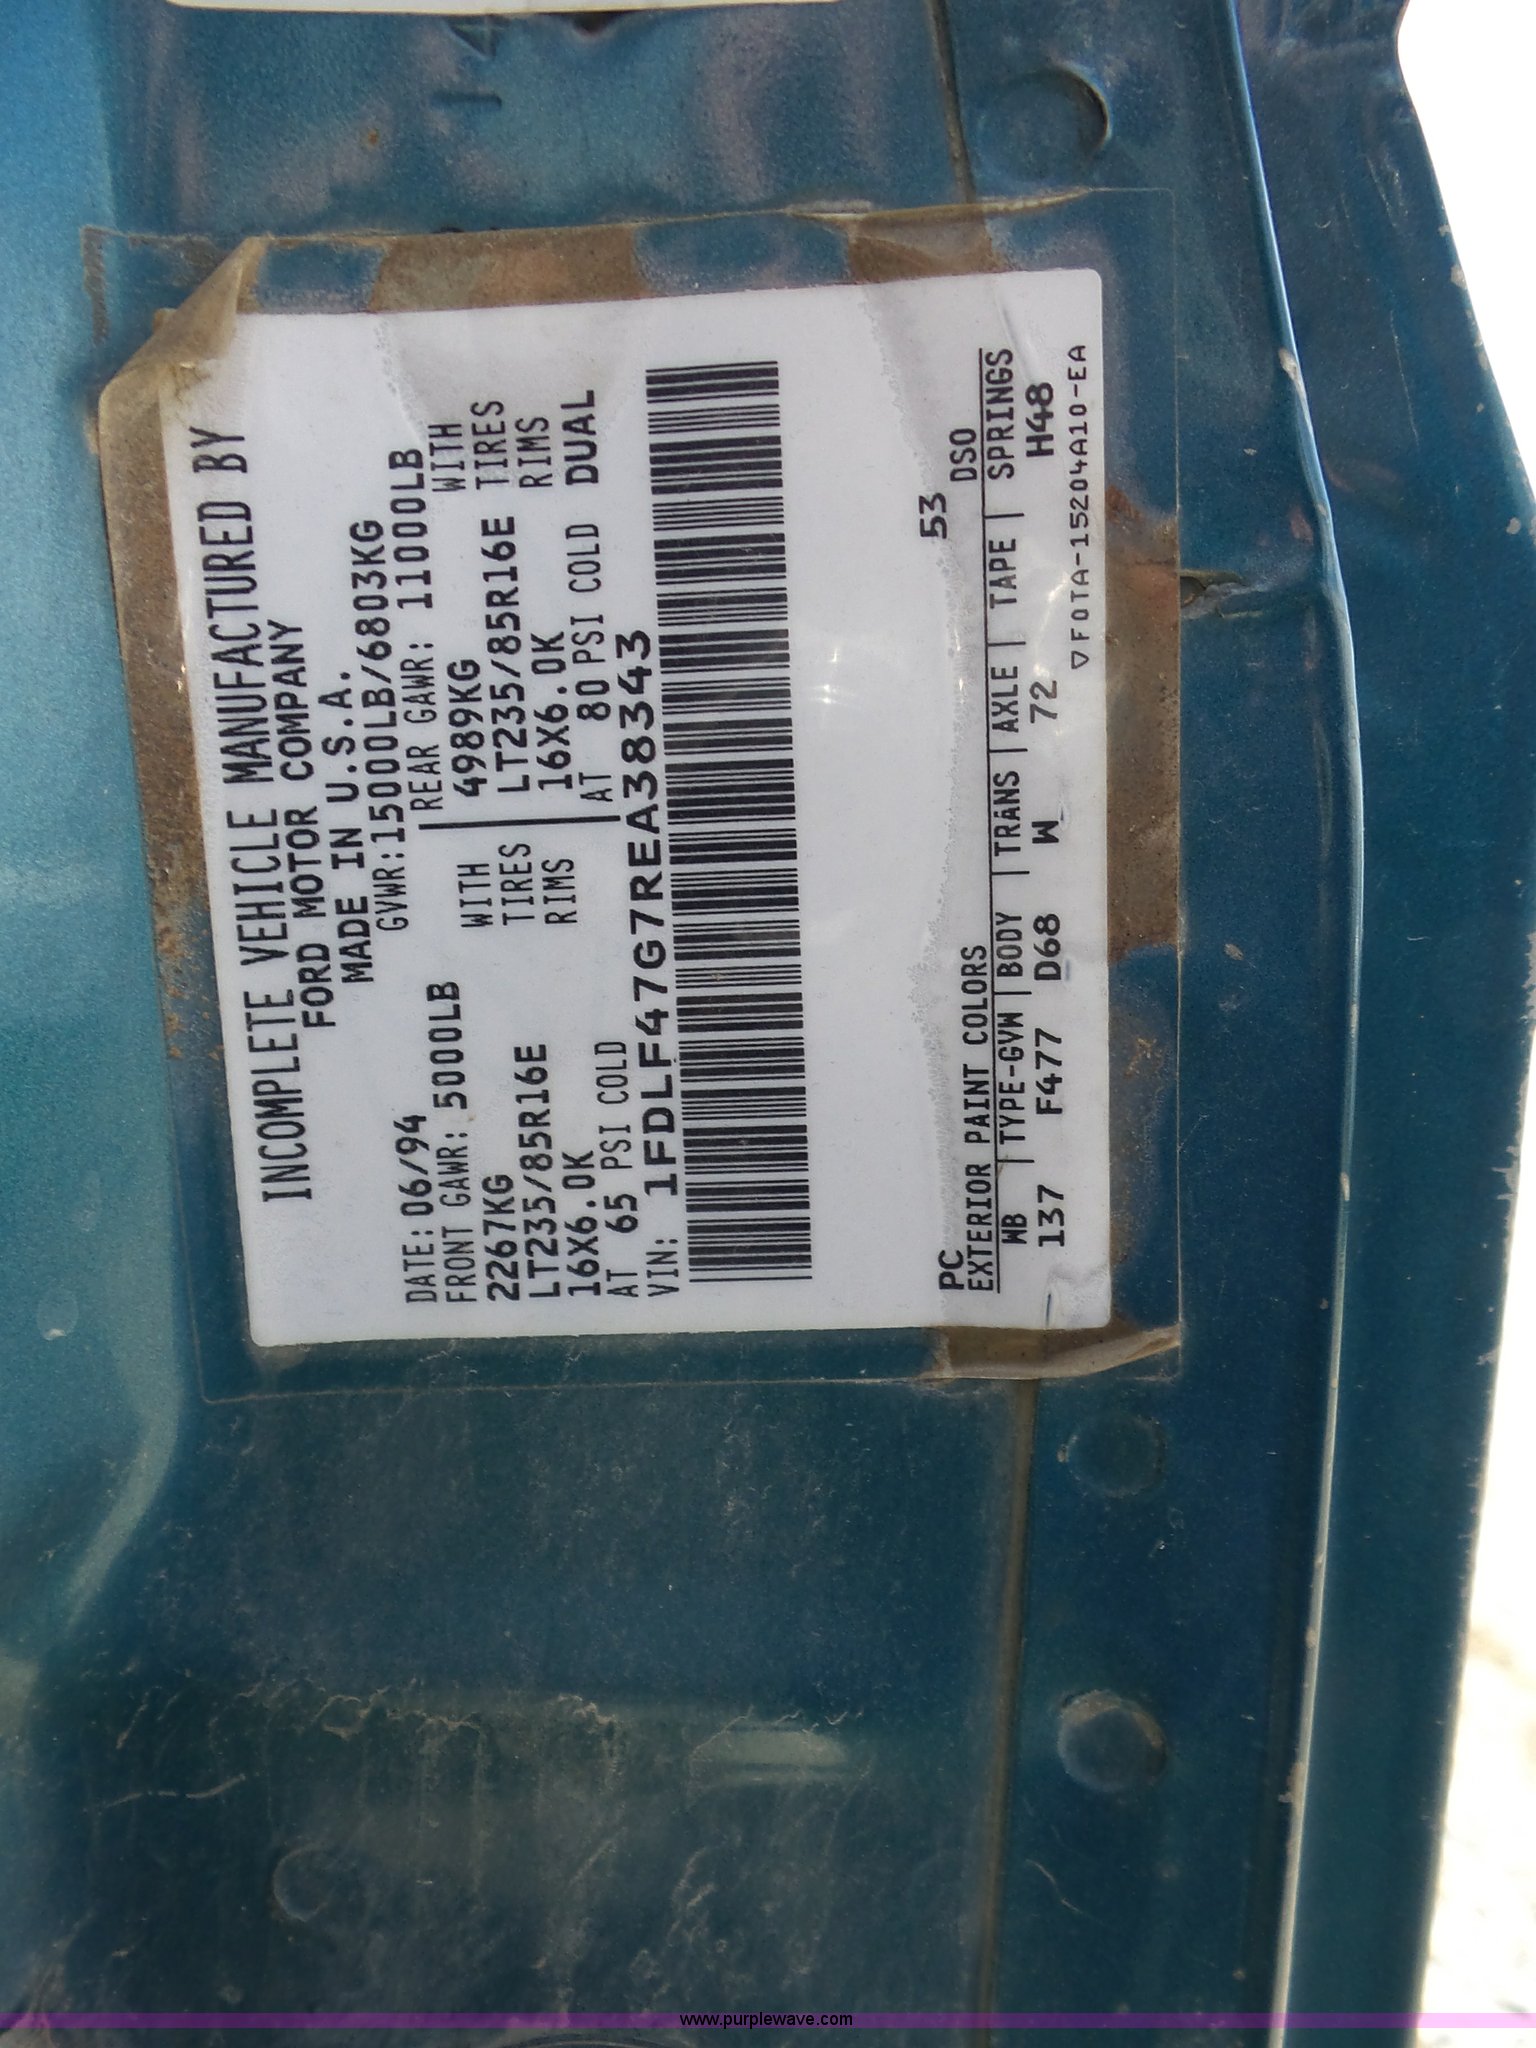 INCOMPLETE VEHICLE MANUFACTURED BY
FORD MOTOR COMPANY
MADE IN U.S.A.
DATE: 06/94 GVWR: 15000LB/6803KG
FRONT GAWR: 5000LB REAR GAWR: 11000LB
2267KG WITH 4989KG WITH
LT235/85R16E TIRES LT235/85R16E TIRES
16X6.0K RIMS 16X6.0K RIMS
AT 65 PSI COLD AT 80 PSI COLD DUAL
VIN: 1FDLF47G7REA38343
PC 53
EXTERIOR PAINT COLORS DSO
WB | TYPE-GVW | BODY | TRANS | AXLE | TAPE | SPRINGS
137 F477 D68 W 72 H48
▽F0TA-15204A10-EA
www.purplewave.com